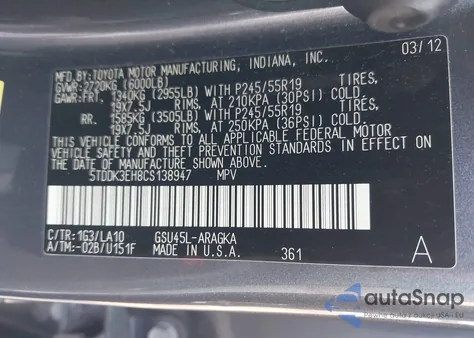 MFD.BY: TOYOTA MOTOR MANUFACTURING, INDIANA, INC. 03/12
GVWR: 2720KG (6000LB)
GAWR: FRT. 1340KG (2955LB) WITH P245/55R19 TIRES,
19X7.5J RIMS, AT 210KPA (30PSI) COLD
RR. 1585KG (3505LB) WITH P245/55R19 TIRES,
19X7.5J RIMS, AT 250KPA (36PSI) COLD
THIS VEHICLE CONFORMS TO ALL APPLICABLE FEDERAL MOTOR
VEHICLE SAFETY AND THEFT PREVENTION STANDARDS IN EFFECT ON
THE DATE OF MANUFACTURE SHOWN ABOVE.
5TDDK3EH8CS138947 MPV
C/TR: 1G3/LA10 GSU45L-ARAGKA
A/TM: -02B/U151F MADE IN U.S.A. 361 A
autoSnap